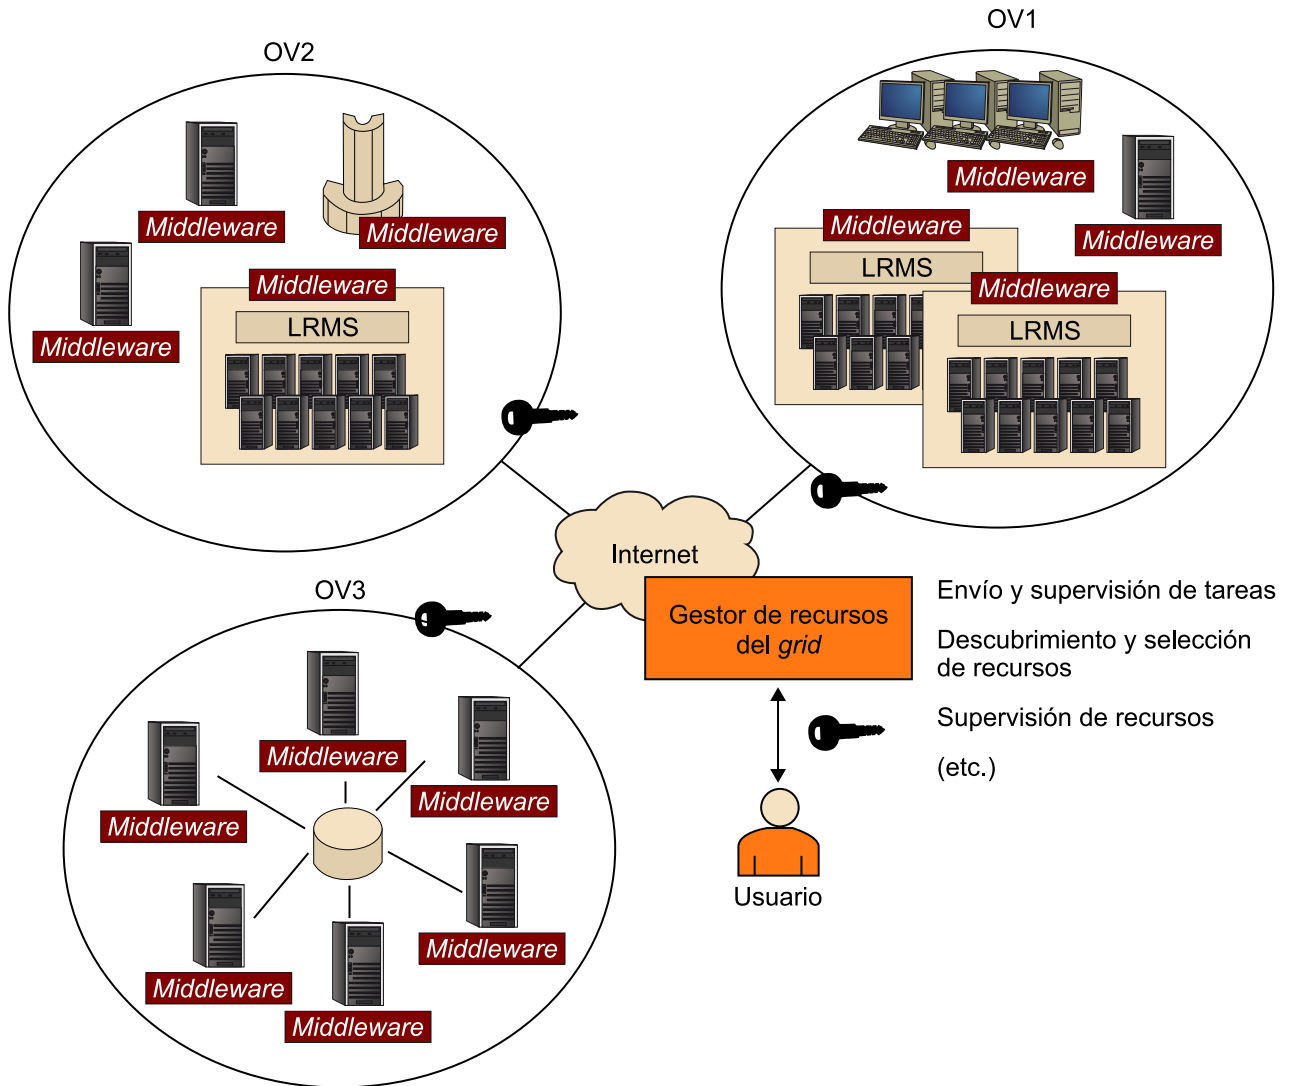 OV2
Middleware
Middleware
Middleware
Middleware
LRMS
OV1
Middleware
Middleware
Middleware
LRMS
Middleware
LRMS
Internet
Gestor de recursos
del grid
Envío y supervisión de tareas
Descubrimiento y selección
de recursos
Supervisión de recursos
(etc.)
Usuario
OV3
Middleware
Middleware
Middleware
Middleware
Middleware
Middleware